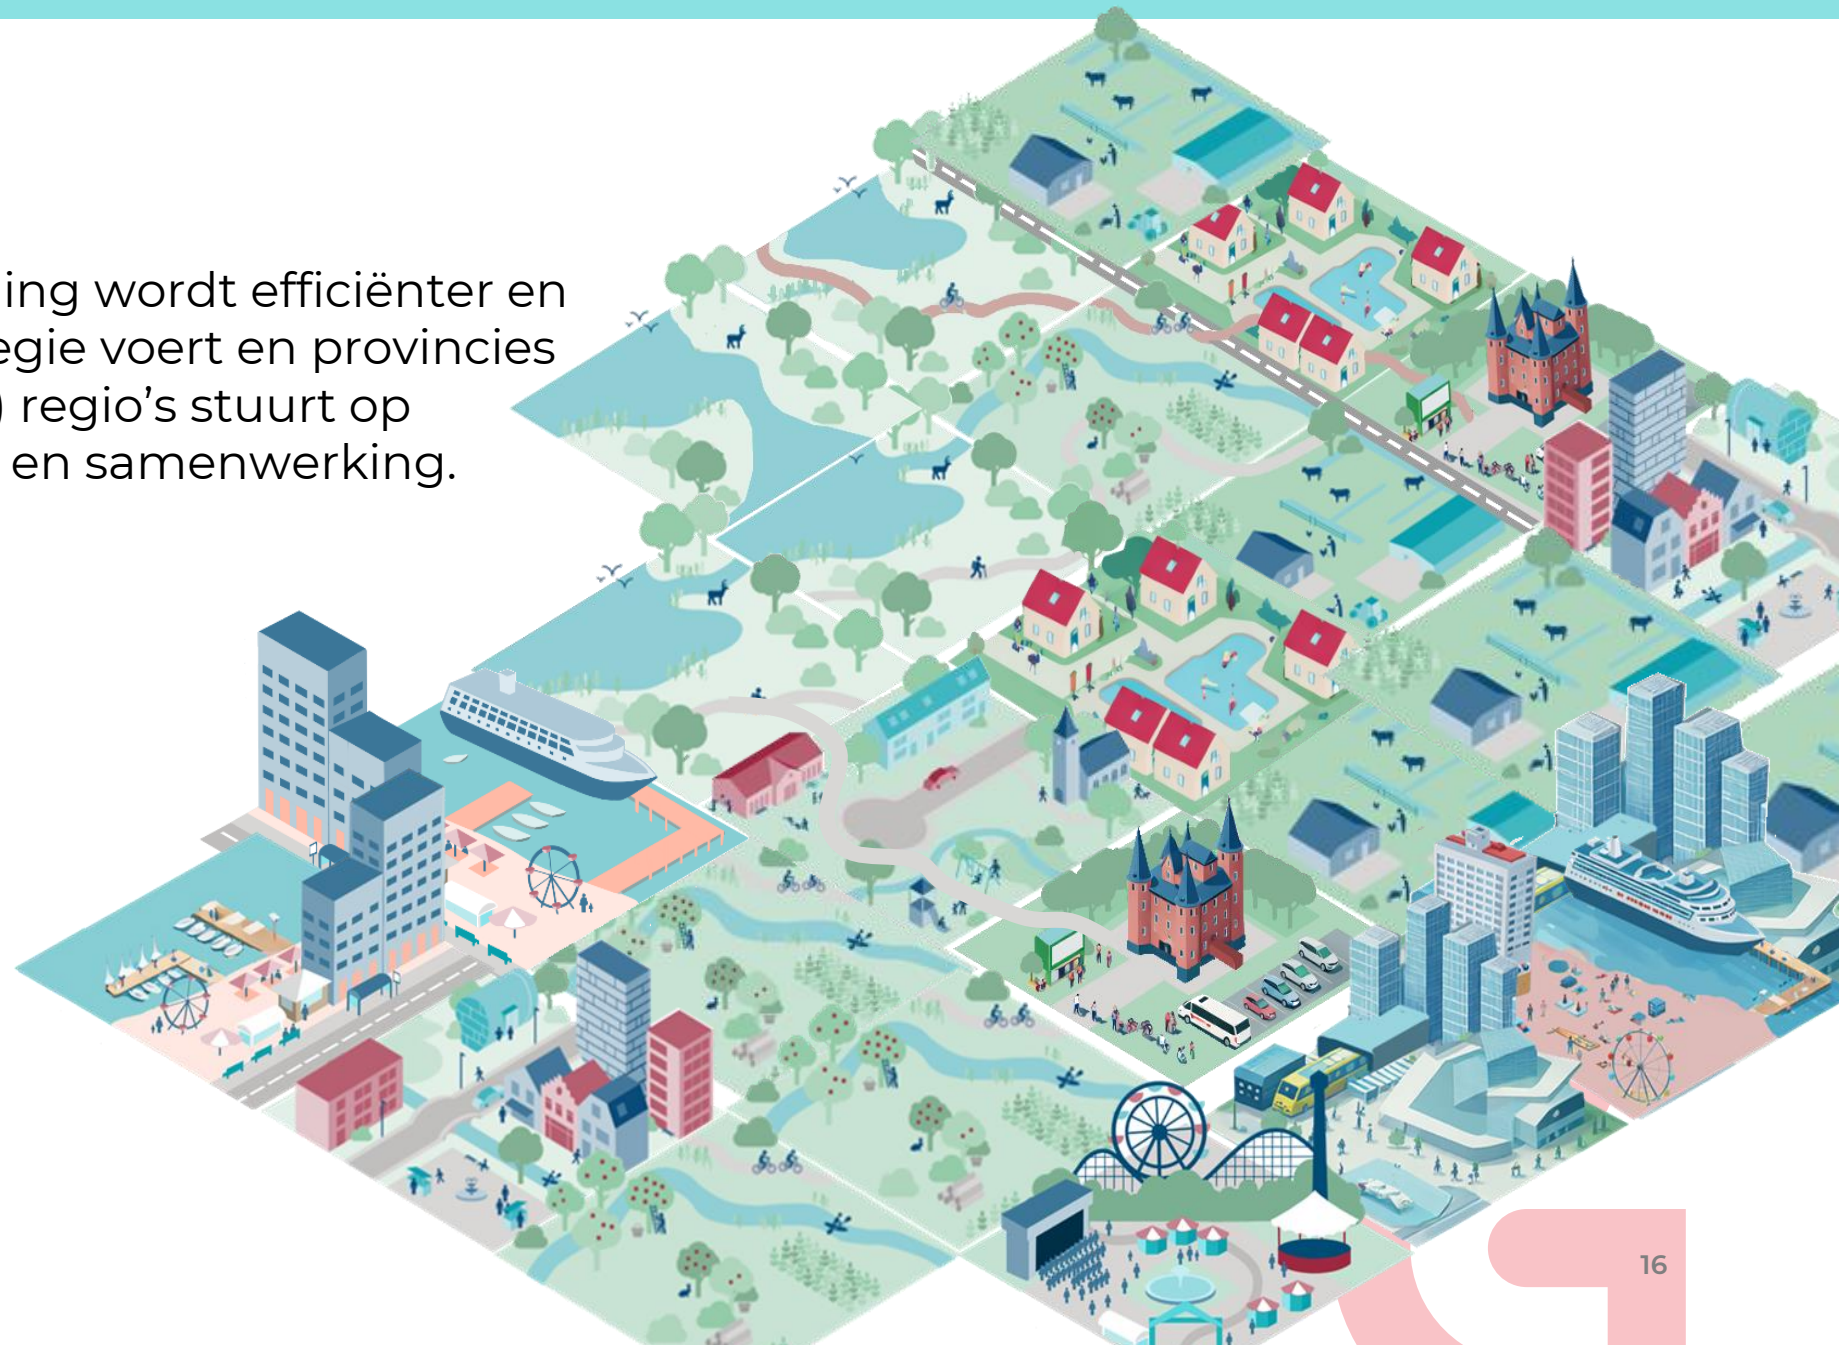 ing wordt efficiënter en
egie voert en provincies
) regio's stuurt op
en samenwerking.
16